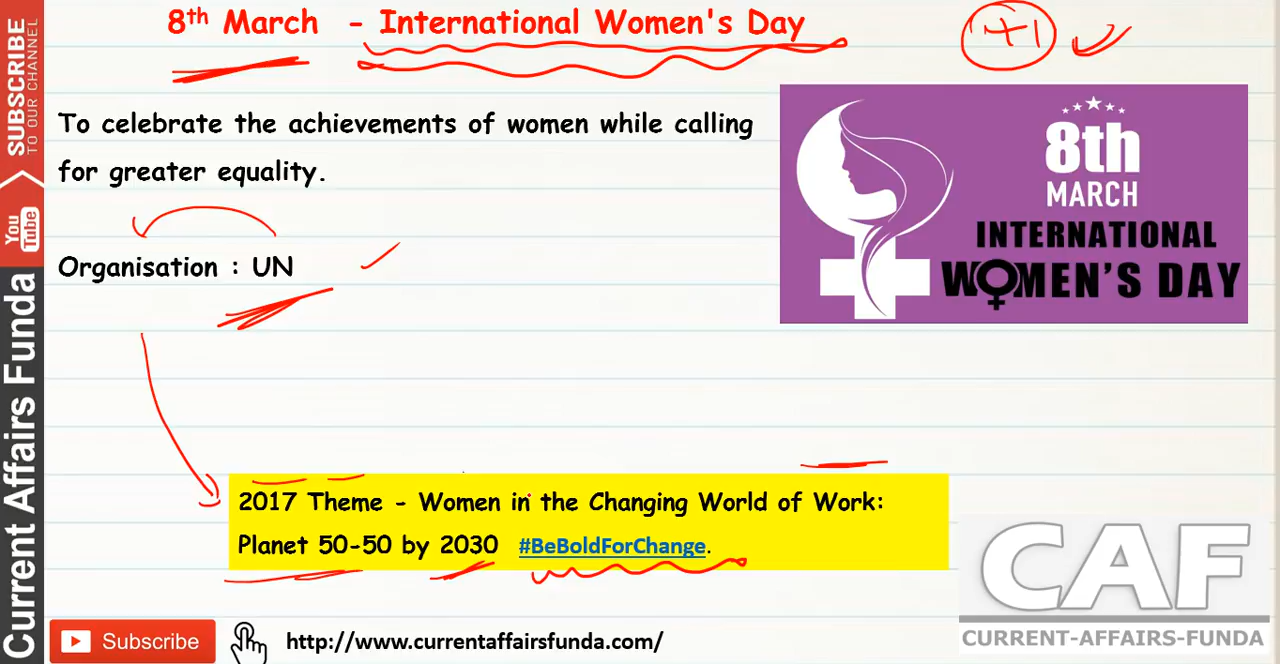 8th March - International Women's Day
+1
To celebrate the achievements of women while calling
for greater equality.
Organisation : UN
8th
MARCH
INTERNATIONAL
WOMEN'S DAY
2017 Theme - Women in the Changing World of Work:
Planet 50-50 by 2030 #BeBoldForChange.
CAF
CURRENT-AFFAIRS-FUNDA
Subscribe
http://www.currentaffairsfunda.com/
SUBSCRIBE
TO OUR CHANNEL
You
Tube
Current Affairs Funda